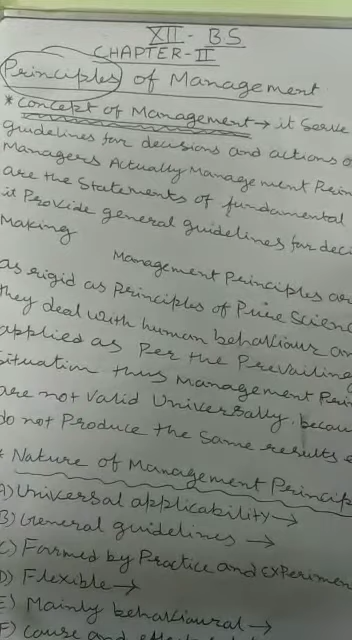 XII - B.S
CHAPTER-II
Principles of Management
* Concept of Management → it Serve
guidelines for decisions and actions of
Managers Actually Management Prin
are the Statements of fundamental
it Provide general guidelines for deci
Making
Management Principles are
as rigid as Principles of Pure Scienc
they deal with human behaviour an
applied as Per the Prevailing
Situation thus Management Prin
are not valid Universally. becau
do not Produce the same results e
* Nature of Management Princip
A) Universal applicability →
B) General guidelines →
C) Formed by Practice and experimen
D) Flexible →
E) Mainly behavioural →
F) Cause and effect